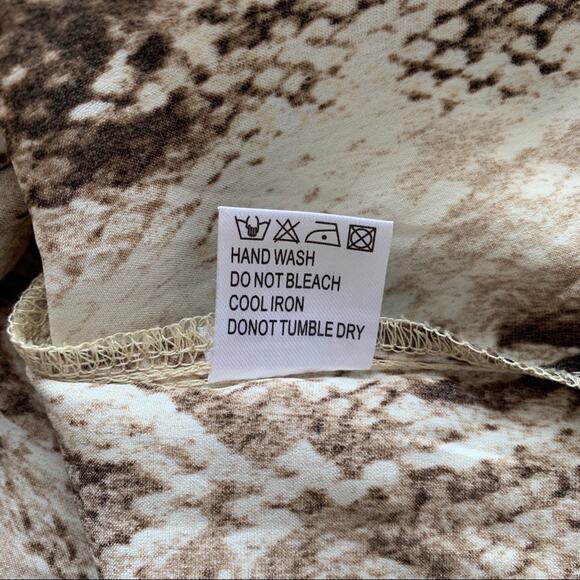 HAND WASH
DO NOT BLEACH
COOL IRON
DONOT TUMBLE DRY